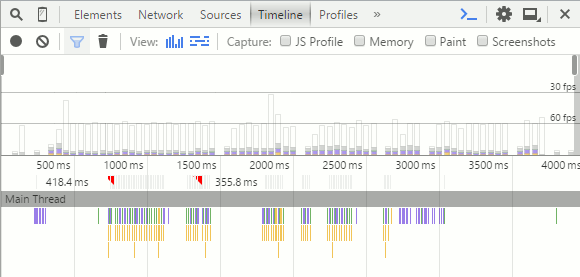 Elements Network Sources Timeline Profiles »
View: Capture: JS Profile Memory Paint Screenshots
30 fps
60 fps
500 ms 1000 ms 1500 ms 2000 ms 2500 ms 3000 ms 3500 ms 4000 ms
418.4 ms 355.8 ms
Main Thread